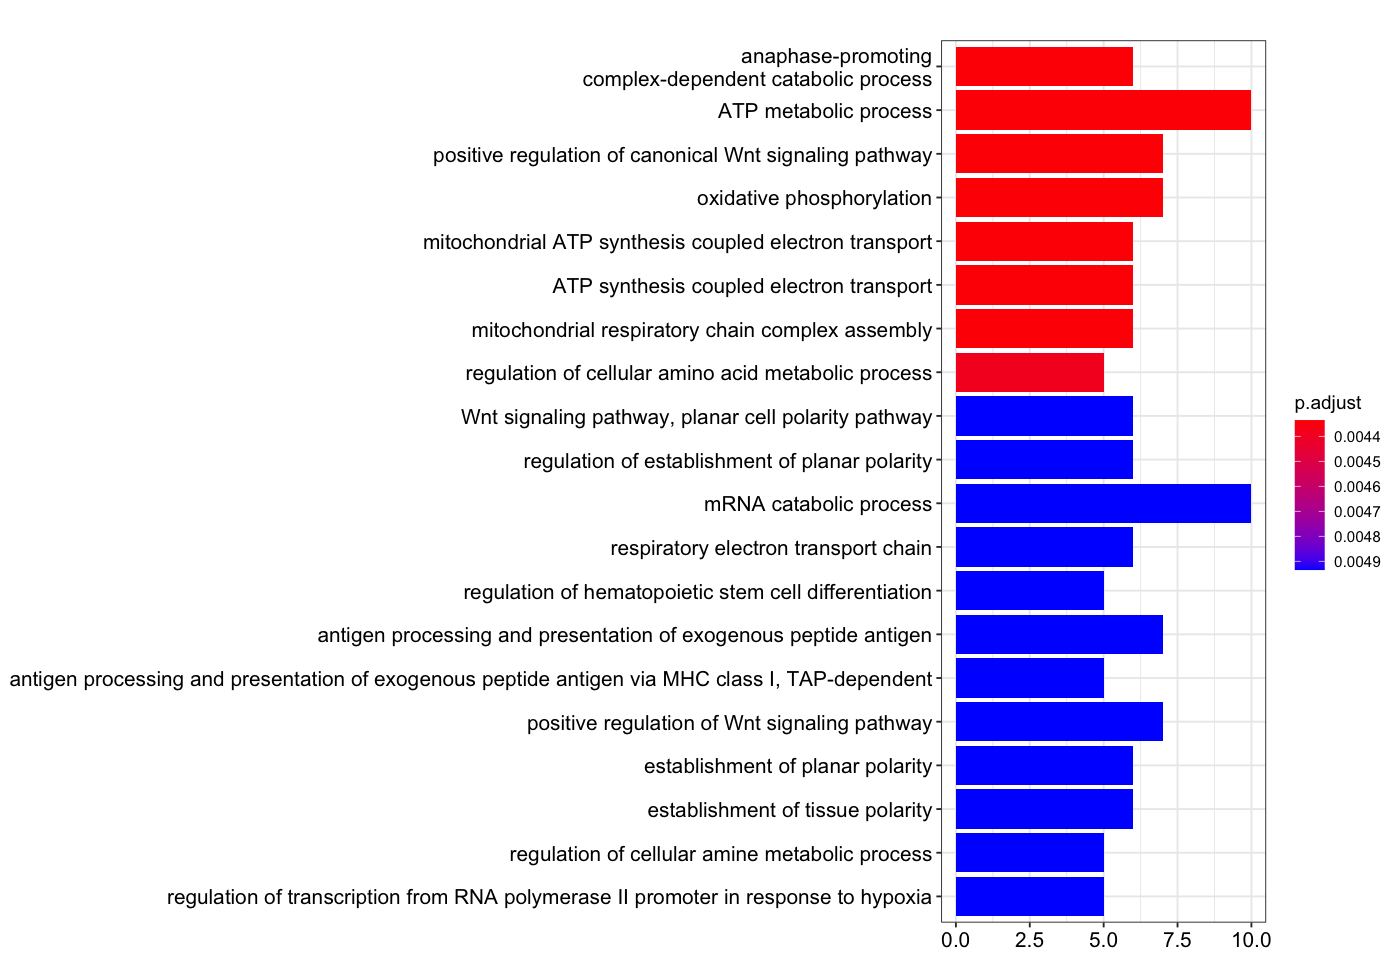 anaphase-promoting
complex-dependent catabolic process
ATP metabolic process
positive regulation of canonical Wnt signaling pathway
oxidative phosphorylation
mitochondrial ATP synthesis coupled electron transport
ATP synthesis coupled electron transport
mitochondrial respiratory chain complex assembly
regulation of cellular amino acid metabolic process
Wnt signaling pathway, planar cell polarity pathway
regulation of establishment of planar polarity
mRNA catabolic process
respiratory electron transport chain
regulation of hematopoietic stem cell differentiation
antigen processing and presentation of exogenous peptide antigen
antigen processing and presentation of exogenous peptide antigen via MHC class I, TAP-dependent
positive regulation of Wnt signaling pathway
establishment of planar polarity
establishment of tissue polarity
regulation of cellular amine metabolic process
regulation of transcription from RNA polymerase II promoter in response to hypoxia
0.0 2.5 5.0 7.5 10.0
p.adjust
0.0044
0.0045
0.0046
0.0047
0.0048
0.0049